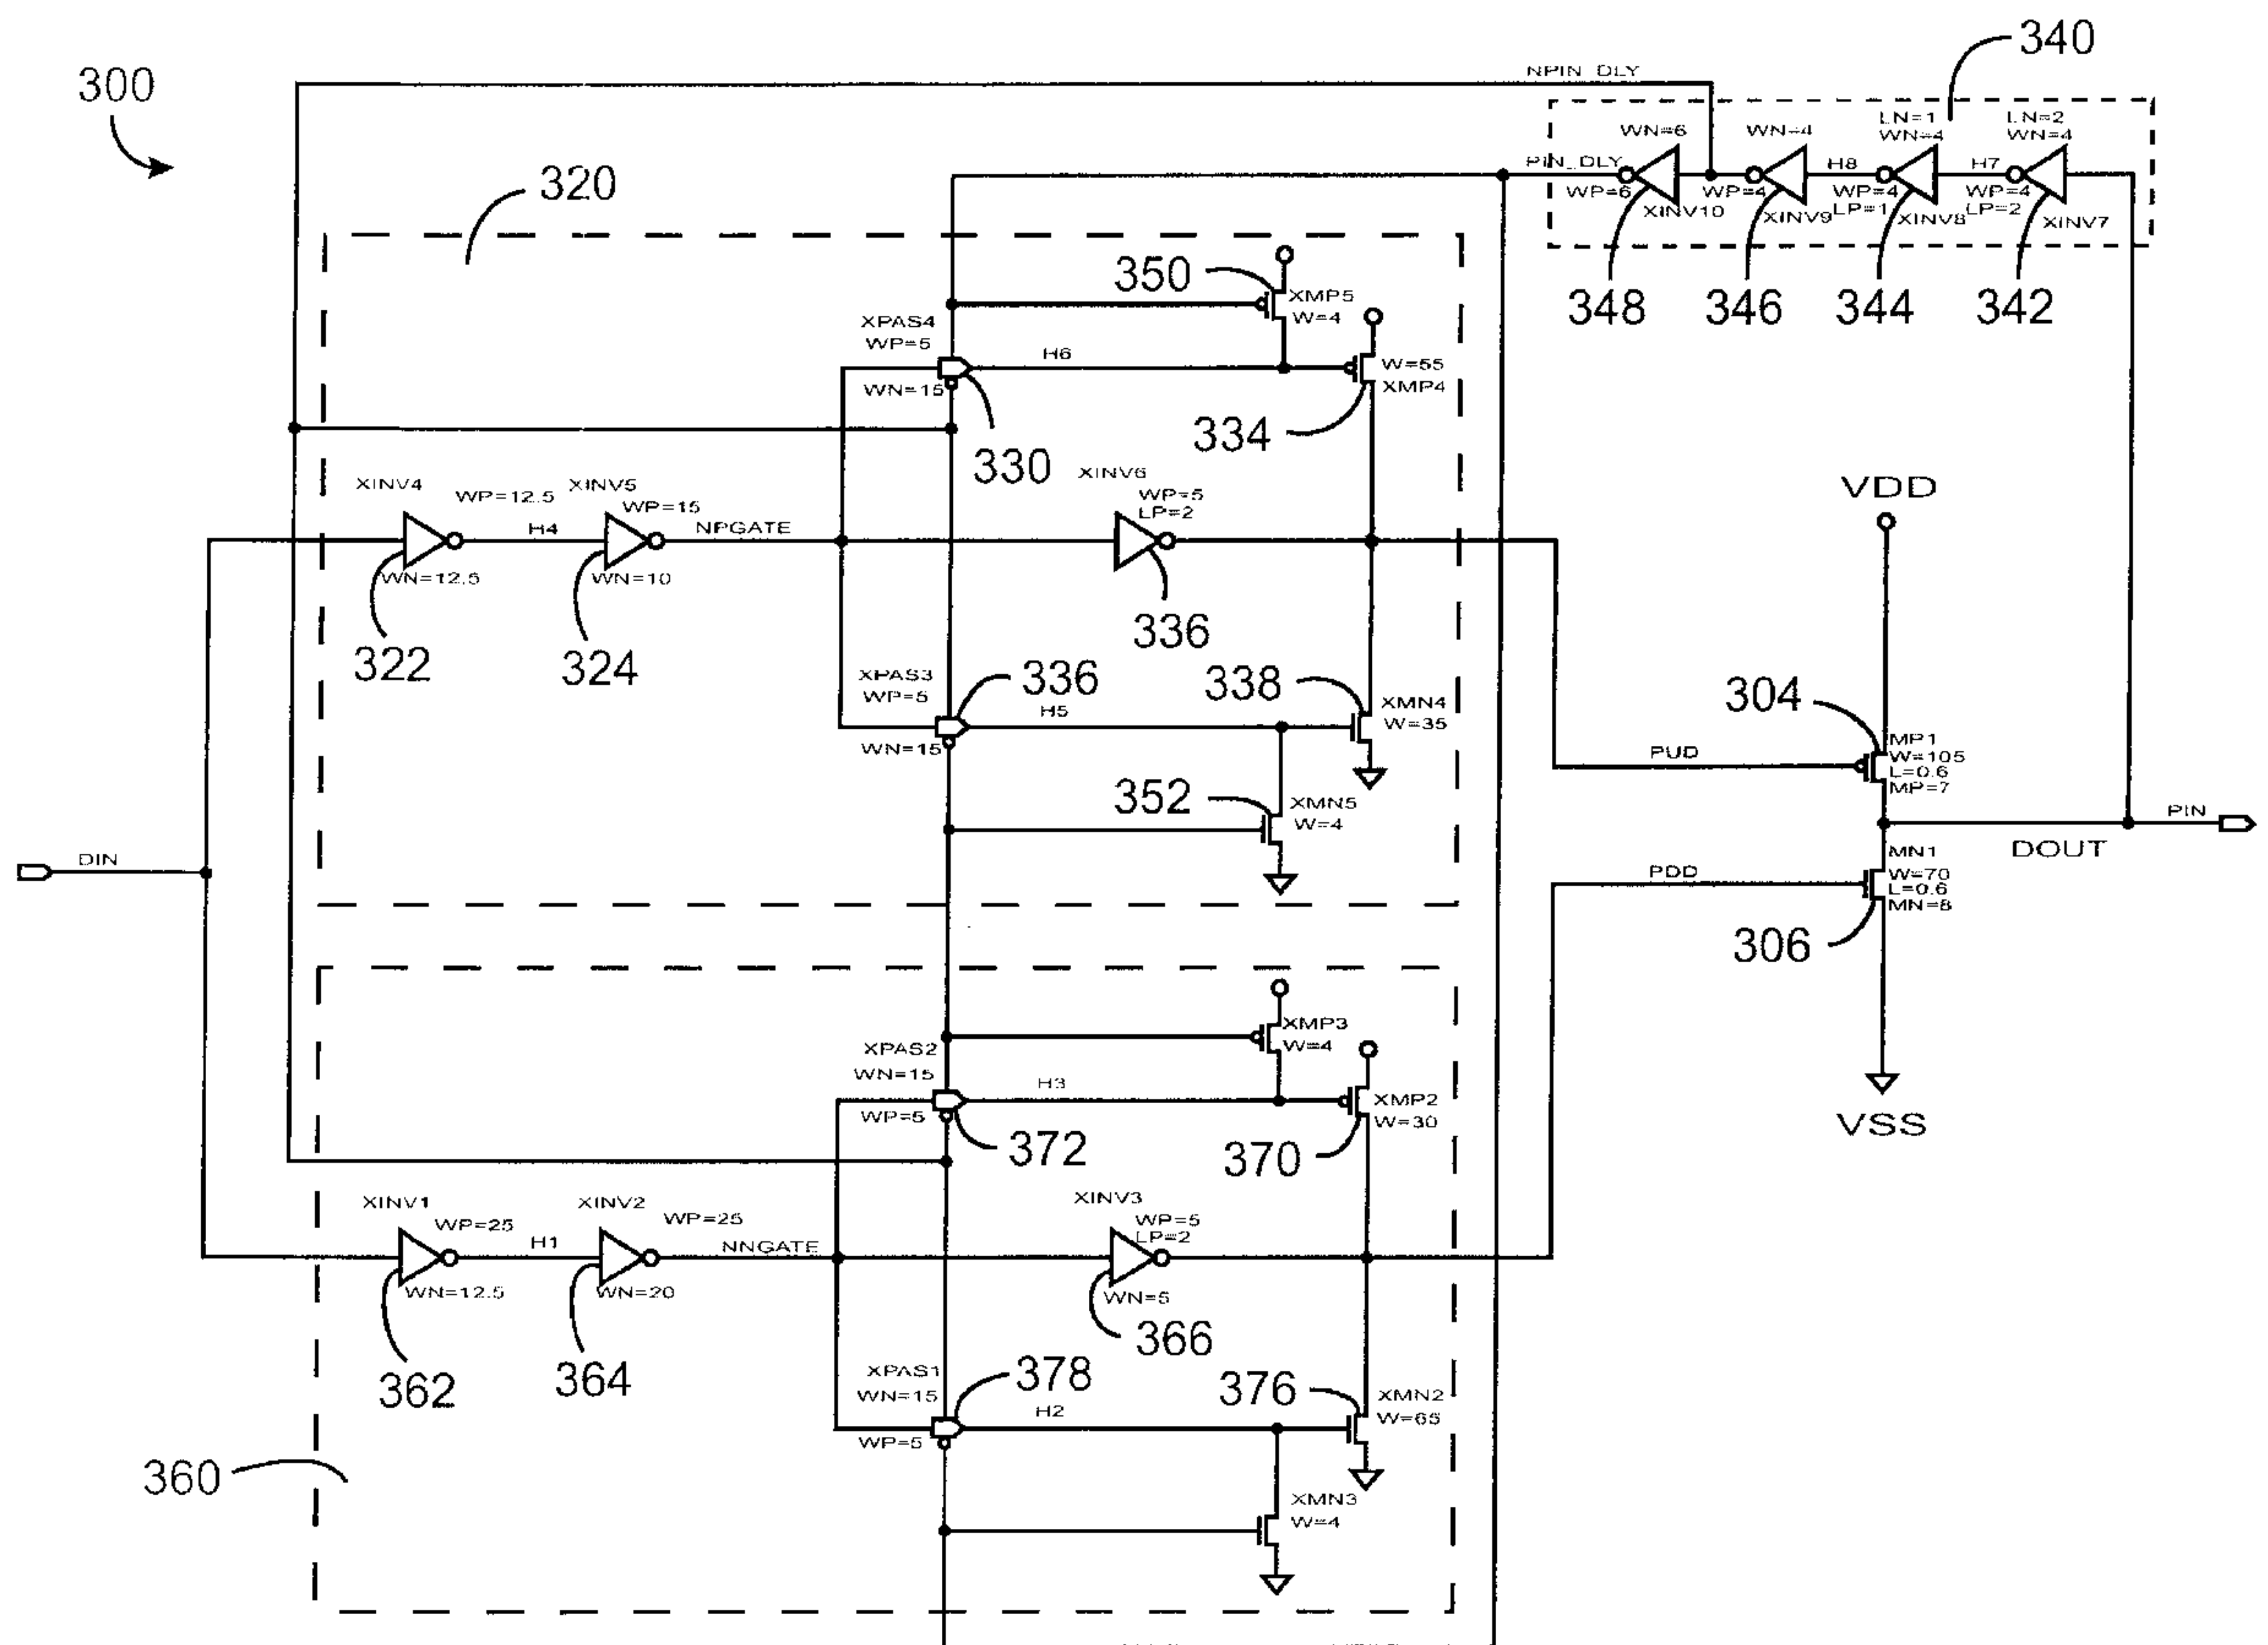 300
340
NPIN_DLY
WN=6
WN=4
LN=1
WN=4
LN=2
WN=4
PIN_DLY
H8
H7
WP=6
WP=4
WP=4
LP=1
WP=4
LP=2
XINV10
XINV9
XINV8
XINV7
348
346
344
342
320
350
XMP5
W=4
XPAS4
WP=5
H6
W=55
XMP4
WN=15
334
330
XINV4
WP=12.5
XINV5
WP=15
NPGATE
XINV6
WP=5
LP=2
H4
WN=12.5
WN=10
322
324
336
VDD
XPAS3
WP=5
336
H5
338
XMN4
W=35
WN=15
304
MP1
W=105
L=0.6
MP=7
PUD
352
XMN5
W=4
PIN
DIN
DOUT
MN1
W=70
L=0.6
MN=8
PDD
306
XMP3
W=4
XPAS2
WN=15
H3
XMP2
W=30
WP=5
372
370
VSS
XINV1
WP=25
XINV2
WP=25
XINV3
WP=5
LP=2
H1
NNGATE
WN=12.5
WN=20
WN=5
362
364
366
XPAS1
WN=15
378
H2
376
XMN2
W=65
WP=5
360
XMN3
W=4